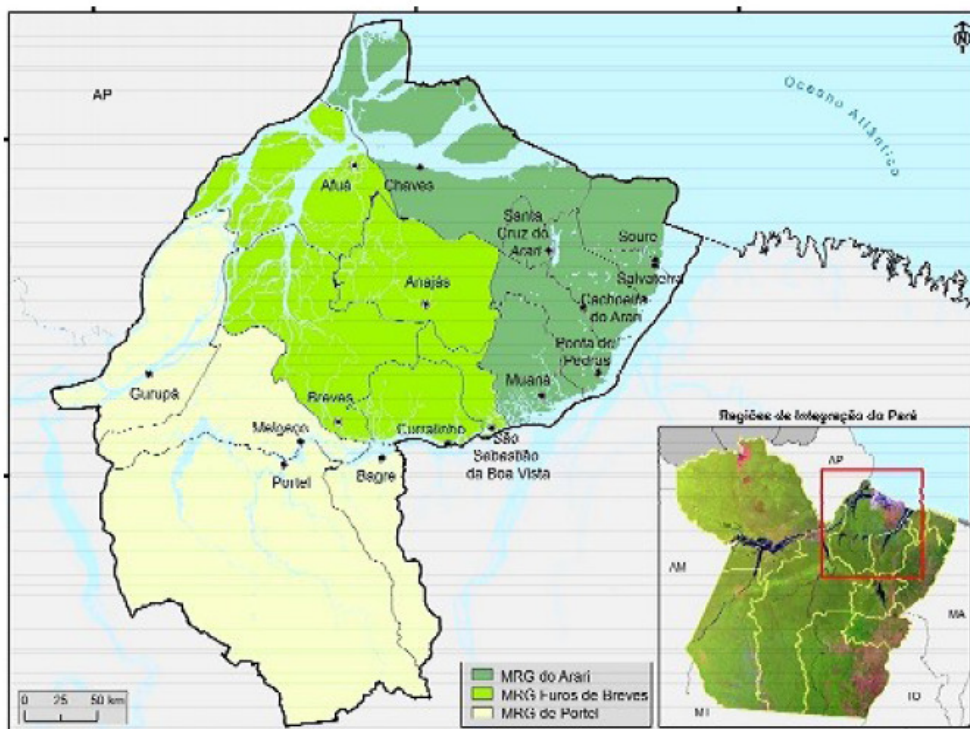 N
AP
Oceano Atlântico
Afuá
Chaves
Santa
Cruz do
Arari
Soure
Salvaterra
Anajás
Cachoeira
do Arari
Ponta de
Pedras
Muaná
Gurupá
Breves
Curralinho
Melgaço
São
Sebastião
da Boa Vista
Portel
Bagre
Regiões de Integração do Pará
AP
AM
MA
MT
TO
0 25 50 km
MRG do Arari
MRG Furos de Breves
MRG de Portel